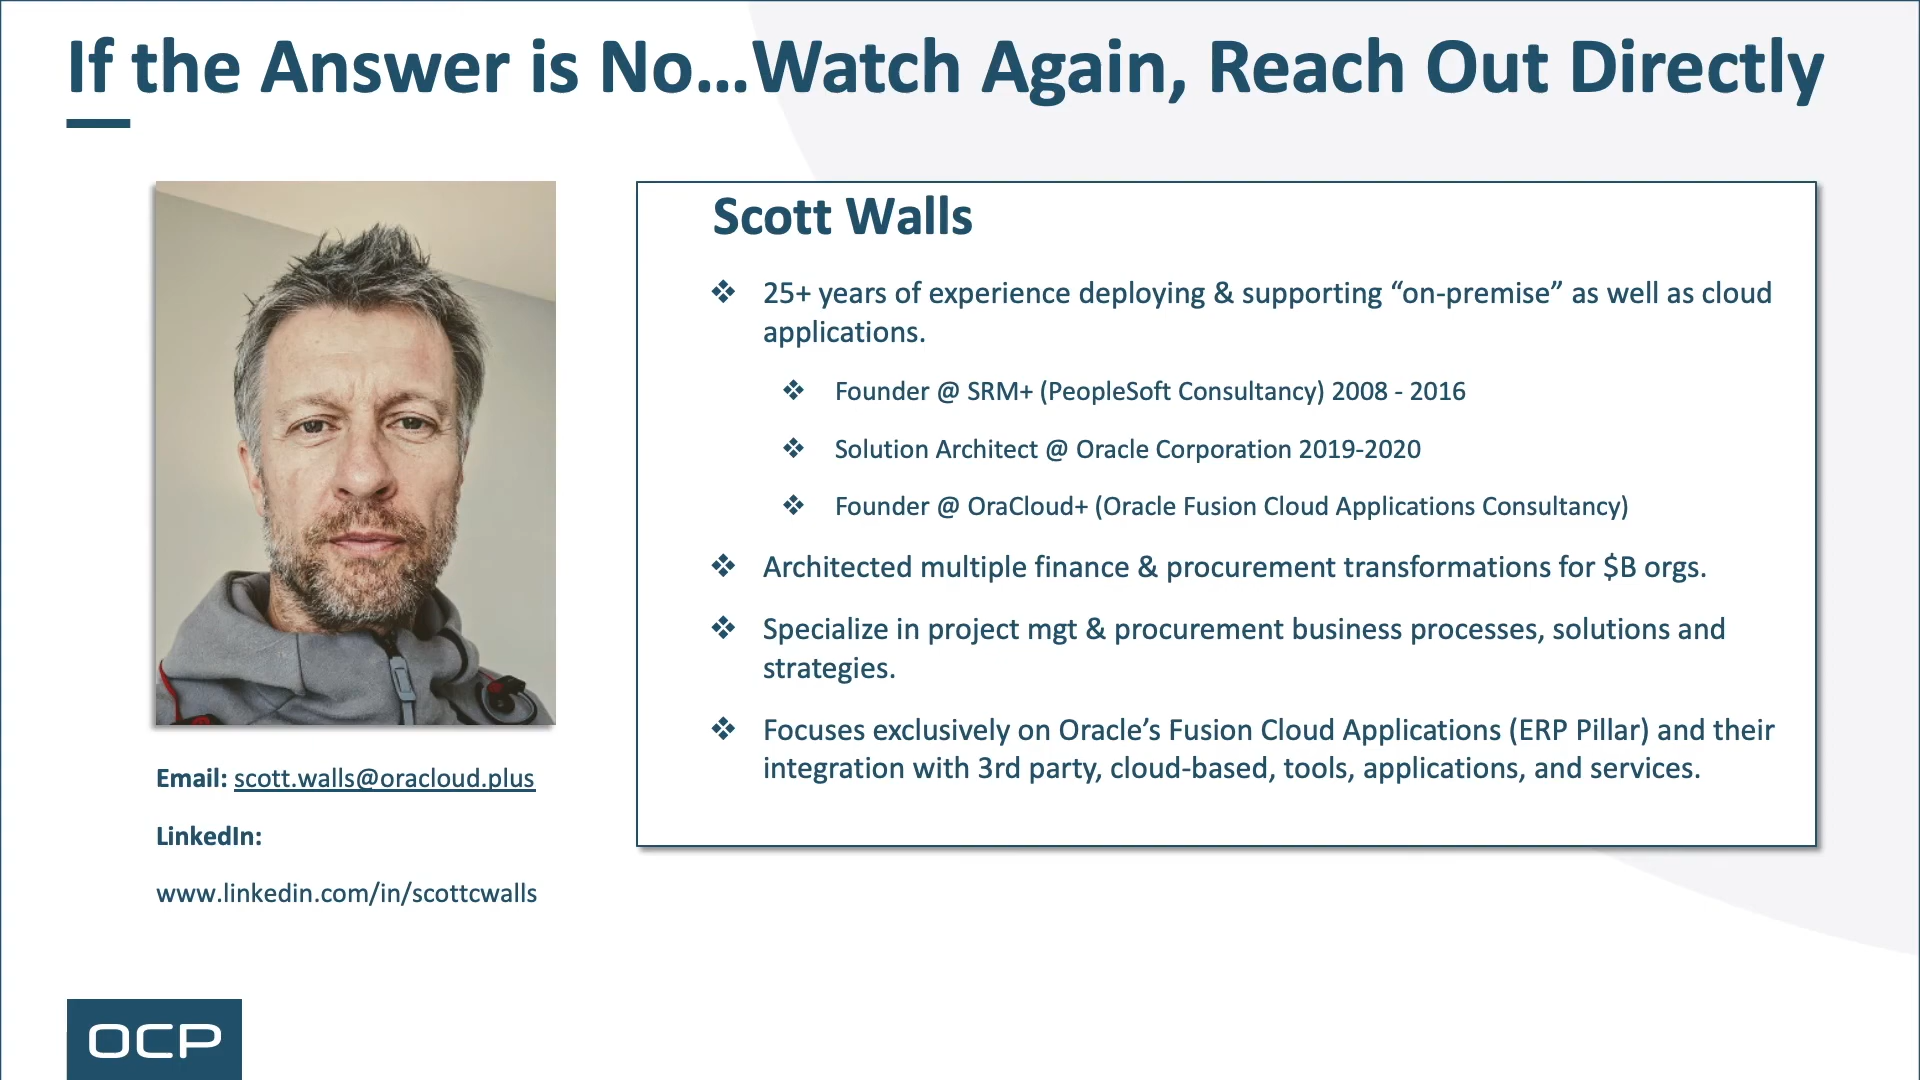 If the Answer is No...Watch Again, Reach Out Directly
Scott Walls
25+ years of experience deploying & supporting “on-premise” as well as cloud
applications.
Founder @ SRM+ (PeopleSoft Consultancy) 2008 - 2016
Solution Architect @ Oracle Corporation 2019-2020
Founder @ OraCloud+ (Oracle Fusion Cloud Applications Consultancy)
Architected multiple finance & procurement transformations for $B orgs.
Specialize in project mgt & procurement business processes, solutions and
strategies.
Focuses exclusively on Oracle’s Fusion Cloud Applications (ERP Pillar) and their
integration with 3rd party, cloud-based, tools, applications, and services.
Email: scott.walls@oracloud.plus
LinkedIn:
www.linkedin.com/in/scottcwalls
OCP